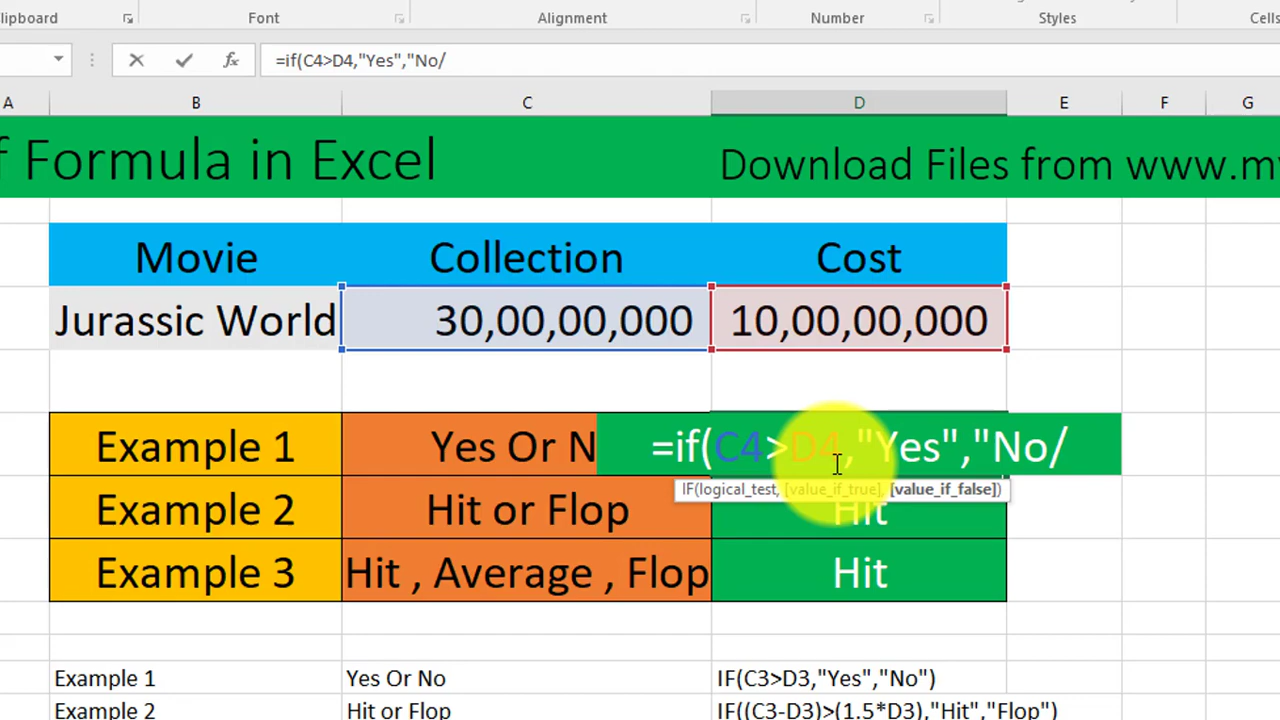 lipboard Font Alignment Number Styles Cells
=if(C4>D4,"Yes","No/
A B C D E F G
f Formula in Excel Download Files from www.my
Movie Collection Cost
Jurassic World 30,00,00,000 10,00,00,000
Example 1 Yes Or N =if(C4>D4,"Yes","No/
IF(logical_test, [value_if_true], [value_if_false])
Example 2 Hit or Flop Hit
Example 3 Hit , Average , Flop Hit
Example 1 Yes Or No IF(C3>D3,"Yes","No")
Example 2 Hit or Flop IF((C3-D3)>(1.5*D3),"Hit","Flop")